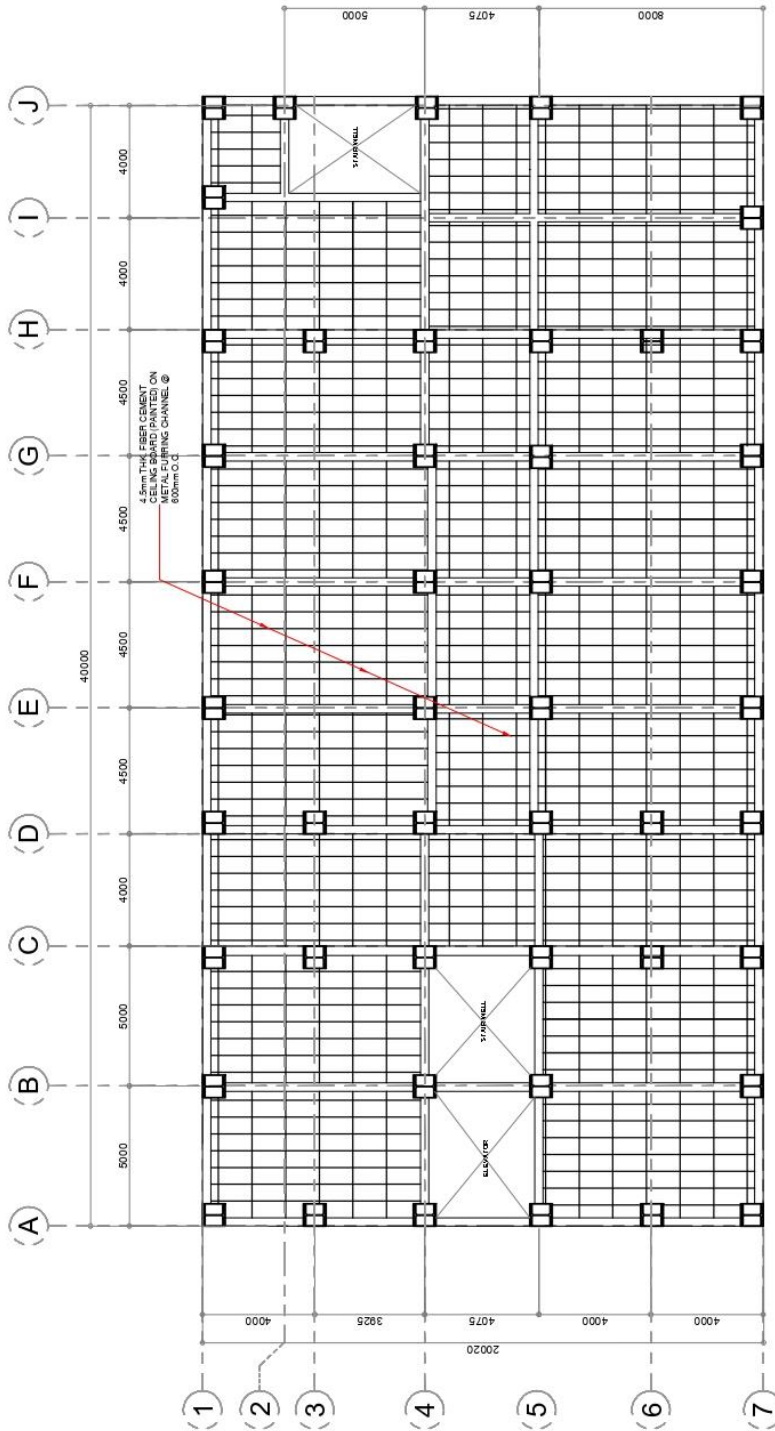 A
B
C
D
E
F
G
H
I
J
40000
5000
5000
4000
4500
4500
4500
4500
4000
4000
4.5mm THK. FIBER CEMENT
CEILING BOARD (PAINTED) ON
METAL FURRING CHANNEL @
600mm O.C.
1
2
3
4
5
6
7
20020
4000
3925
4075
4000
4000
5000
4075
8000
STAIRWELL
ELEVATOR
STAIRWELL